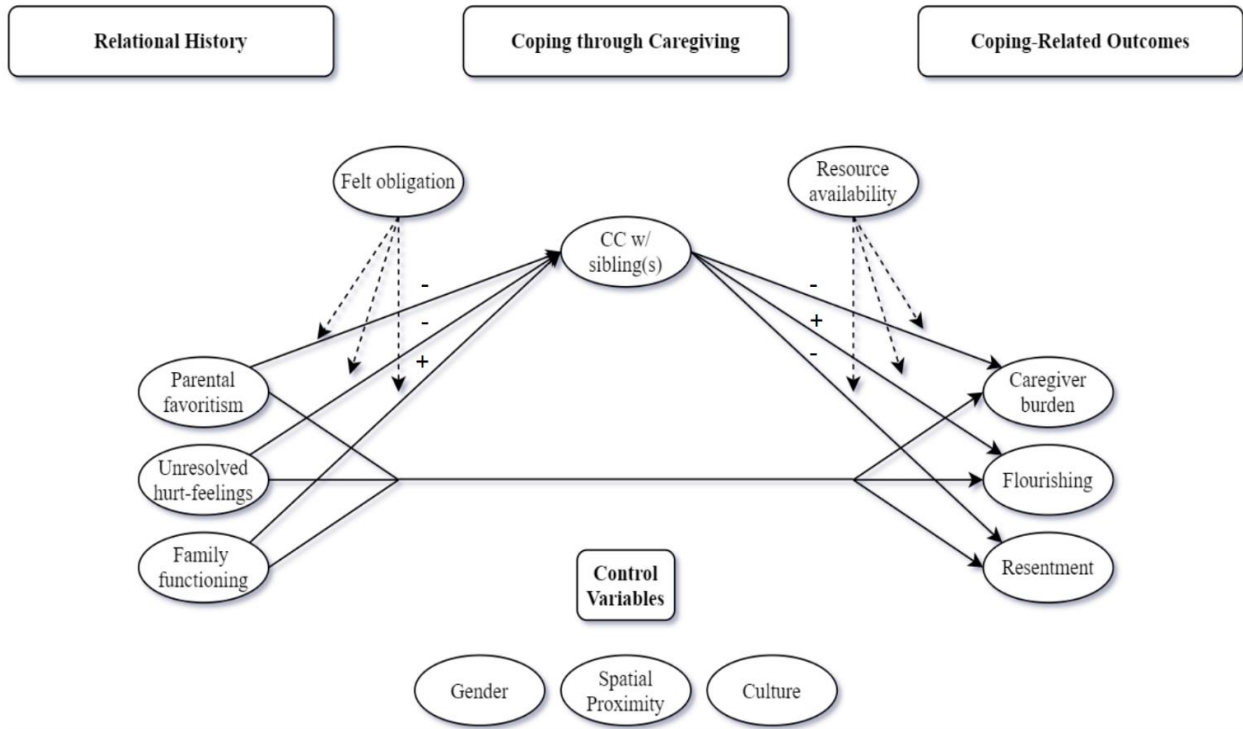 Relational History
Coping through Caregiving
Coping-Related Outcomes
Felt obligation
Resource
availability
CC w/
sibling(s)
-
-
+
-
+
-
Parental
favoritism
Caregiver
burden
Unresolved
hurt-feelings
Flourishing
Family
functioning
Resentment
Control
Variables
Gender
Spatial
Proximity
Culture